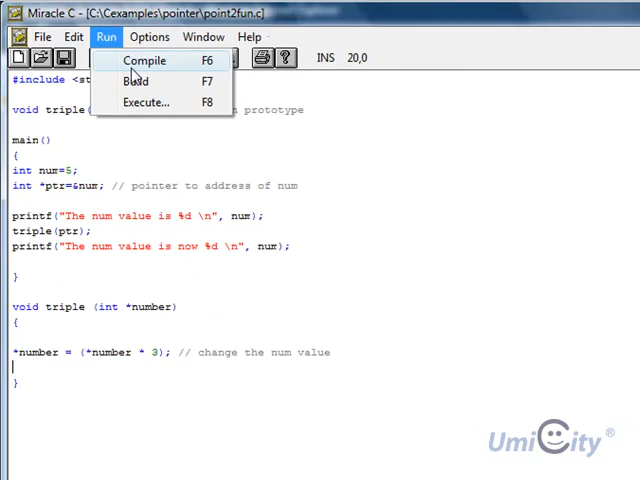 Miracle C - [C:\Cexamples\pointer\point2fun.c]
File Edit Run Options Window Help
INS 20,0
Compile F6
Build F7
Execute... F8
#include <st
void triple( prototype
main()
{
int num=5;
int *ptr=&num; // pointer to address of num
printf("The num value is %d \n", num);
triple(ptr);
printf("The num value is now %d \n", num);
}
void triple (int *number)
{
*number = (*number * 3); // change the num value
}
UmiCity ®